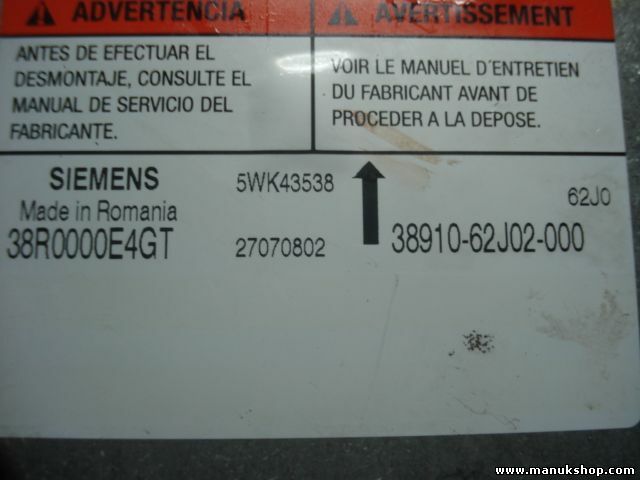 ADVERTENCIA
ANTES DE EFECTUAR EL
DESMONTAJE, CONSULTE EL
MANUAL DE SERVICIO DEL
FABRICANTE.
AVERTISSEMENT
VOIR LE MANUEL D'ENTRETIEN
DU FABRICANT AVANT DE
PROCEDER A LA DEPOSE.
SIEMENS 5WK43538 62J0
Made in Romania
38R0000E4GT 27070802 38910-62J02-000
www.manukshop.com